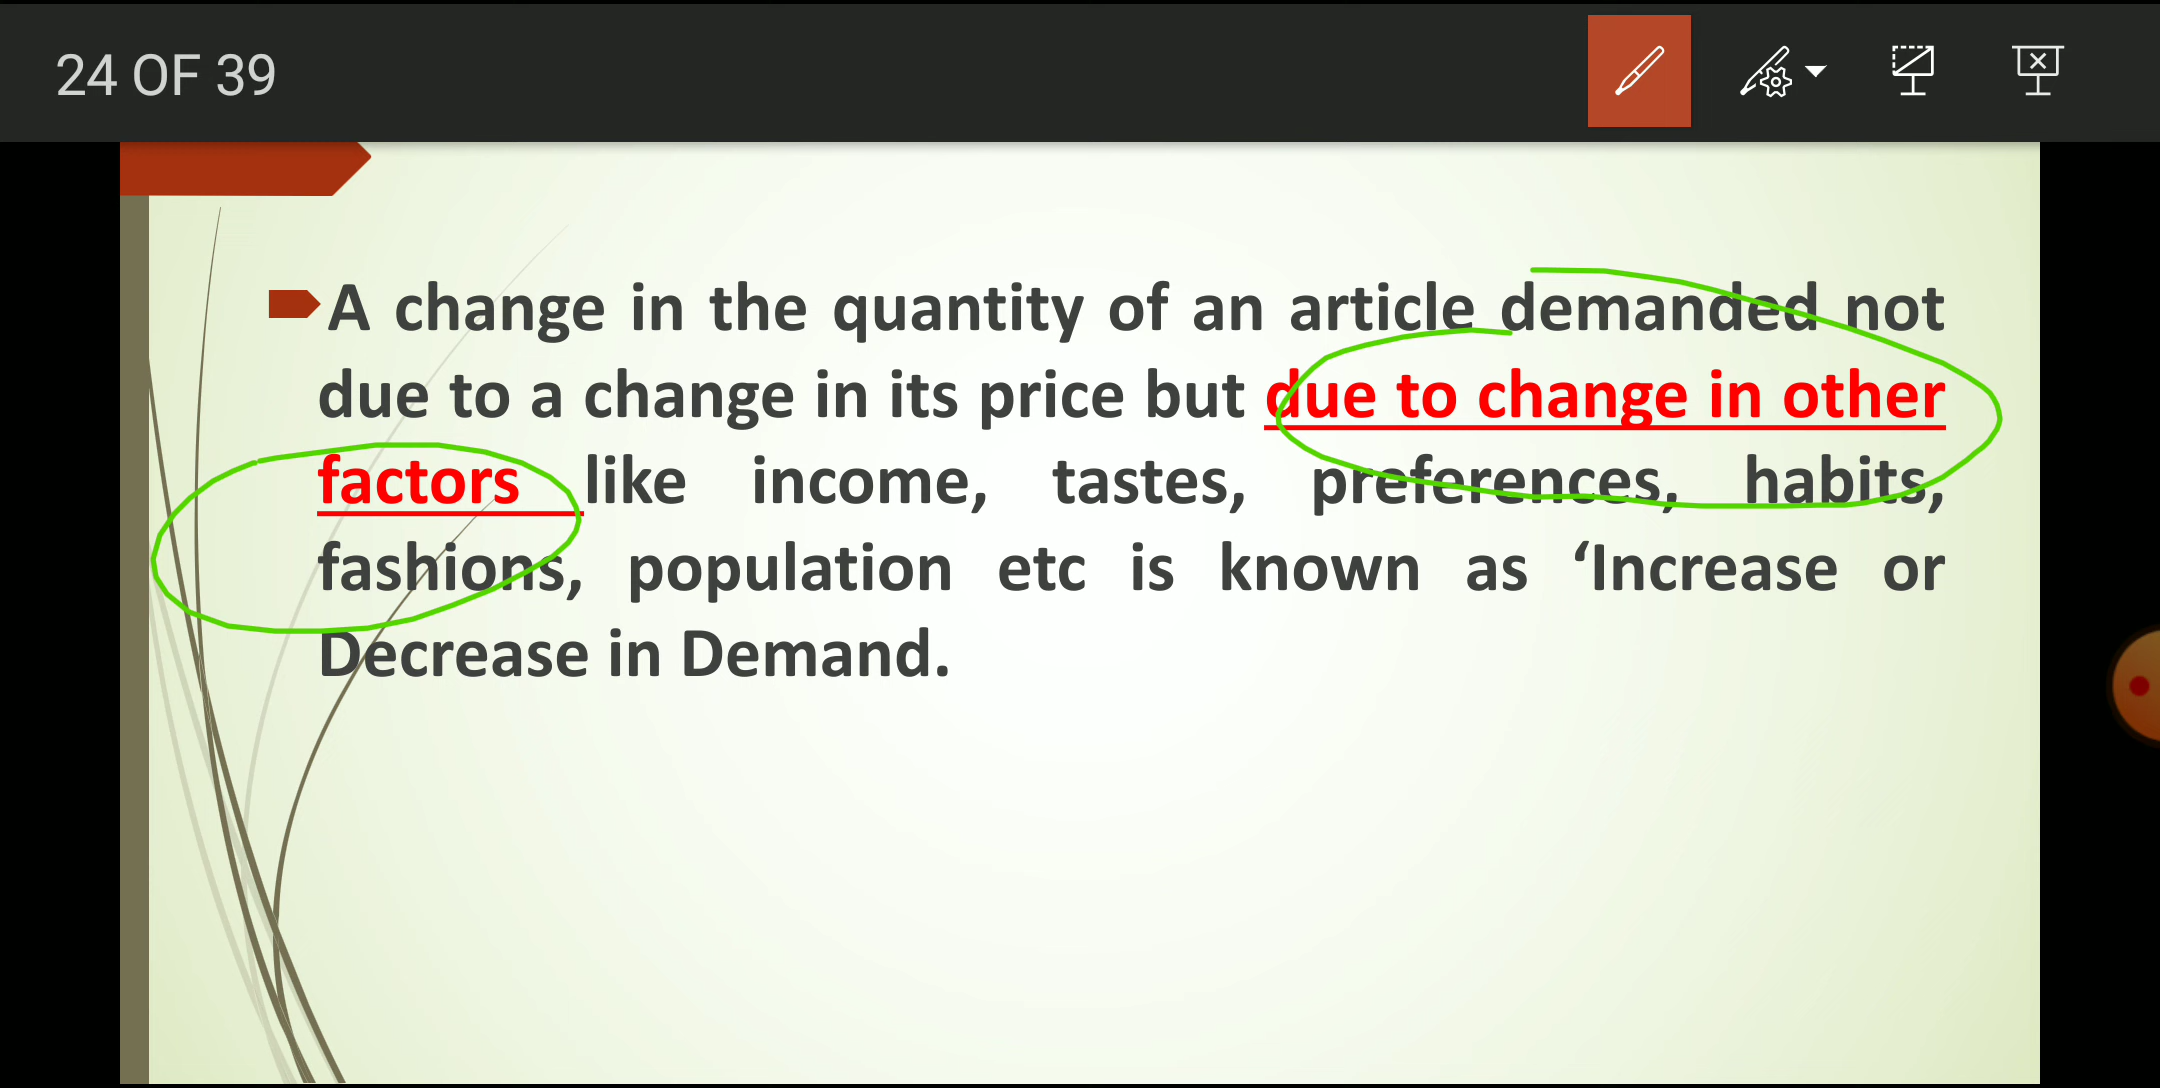 24 OF 39
A change in the quantity of an article demanded not
due to a change in its price but due to change in other
factors like income, tastes, preferences, habits,
fashions, population etc is known as ‘Increase or
Decrease in Demand.